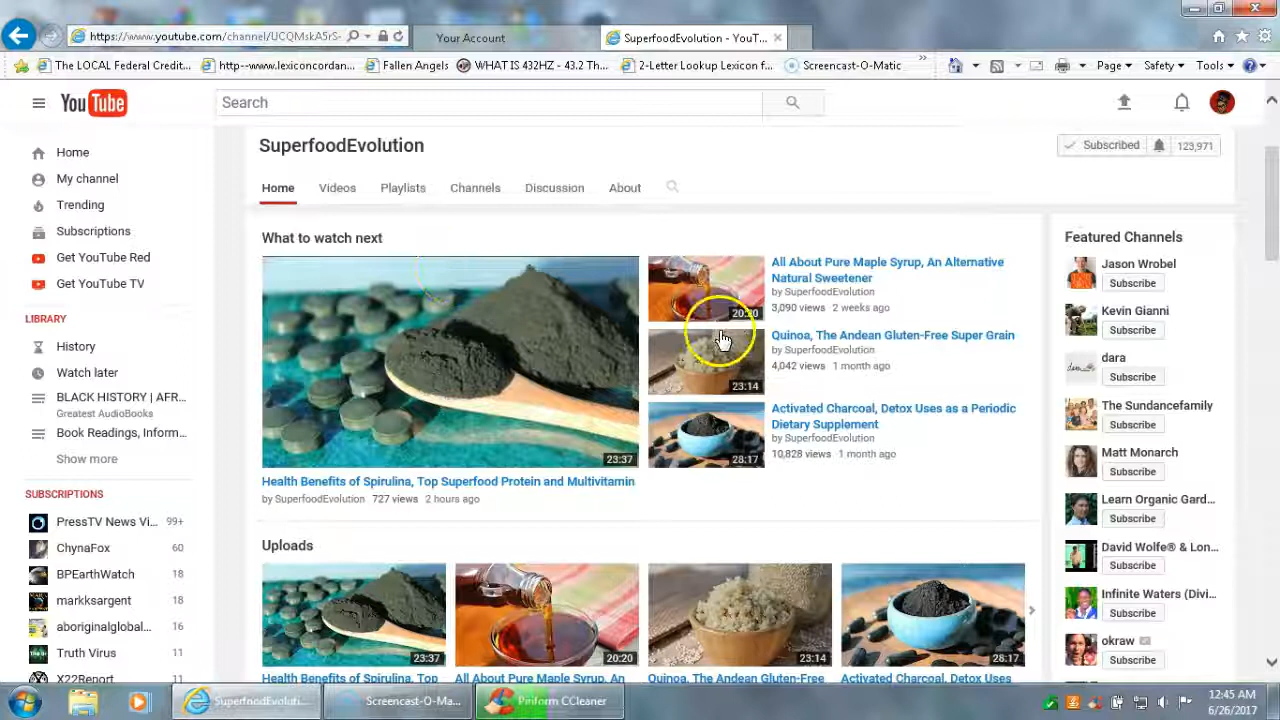 https://www.youtube.com/channel/UCQMskA5rS-
Your Account
SuperfoodEvolution - YouT...
The LOCAL Federal Credit...
http--www.lexiconcordan...
Fallen Angels
WHAT IS 432HZ - 43.2 Th...
2-Letter Lookup Lexicon f...
Screencast-O-Matic
Page
Safety
Tools
YouTube
Search
SuperfoodEvolution
Subscribed
123,971
Home
Videos
Playlists
Channels
Discussion
About
Home
My channel
Trending
Subscriptions
Get YouTube Red
Get YouTube TV
LIBRARY
History
Watch later
BLACK HISTORY | AFR...
Greatest AudioBooks
Book Readings, Inform...
Show more
SUBSCRIPTIONS
PressTV News Vi... 99+
ChynaFox 60
BPEarthWatch 18
markksargent 18
aboriginalglobal... 16
Truth Virus 11
X22Report 11
What to watch next
23:37
Health Benefits of Spirulina, Top Superfood Protein and Multivitamin
by SuperfoodEvolution 727 views 2 hours ago
20:20
All About Pure Maple Syrup, An Alternative
Natural Sweetener
by SuperfoodEvolution
3,090 views 2 weeks ago
23:14
Quinoa, The Andean Gluten-Free Super Grain
by SuperfoodEvolution
4,042 views 1 month ago
28:17
Activated Charcoal, Detox Uses as a Periodic
Dietary Supplement
by SuperfoodEvolution
10,828 views 1 month ago
Uploads
23:37
20:20
23:14
28:17
Health Benefits of Spirulina, Top
All About Pure Maple Syrup, An
Quinoa, The Andean Gluten-Free
Activated Charcoal, Detox Uses
Featured Channels
Jason Wrobel
Subscribe
Kevin Gianni
Subscribe
dara
Subscribe
The Sundancefamily
Subscribe
Matt Monarch
Subscribe
Learn Organic Gard...
Subscribe
David Wolfe® & Lon...
Subscribe
Infinite Waters (Divi...
Subscribe
okraw
Subscribe
SuperfoodEvoluti...
Screencast-O-Ma...
Piriform CCleaner
12:45 AM
6/26/2017